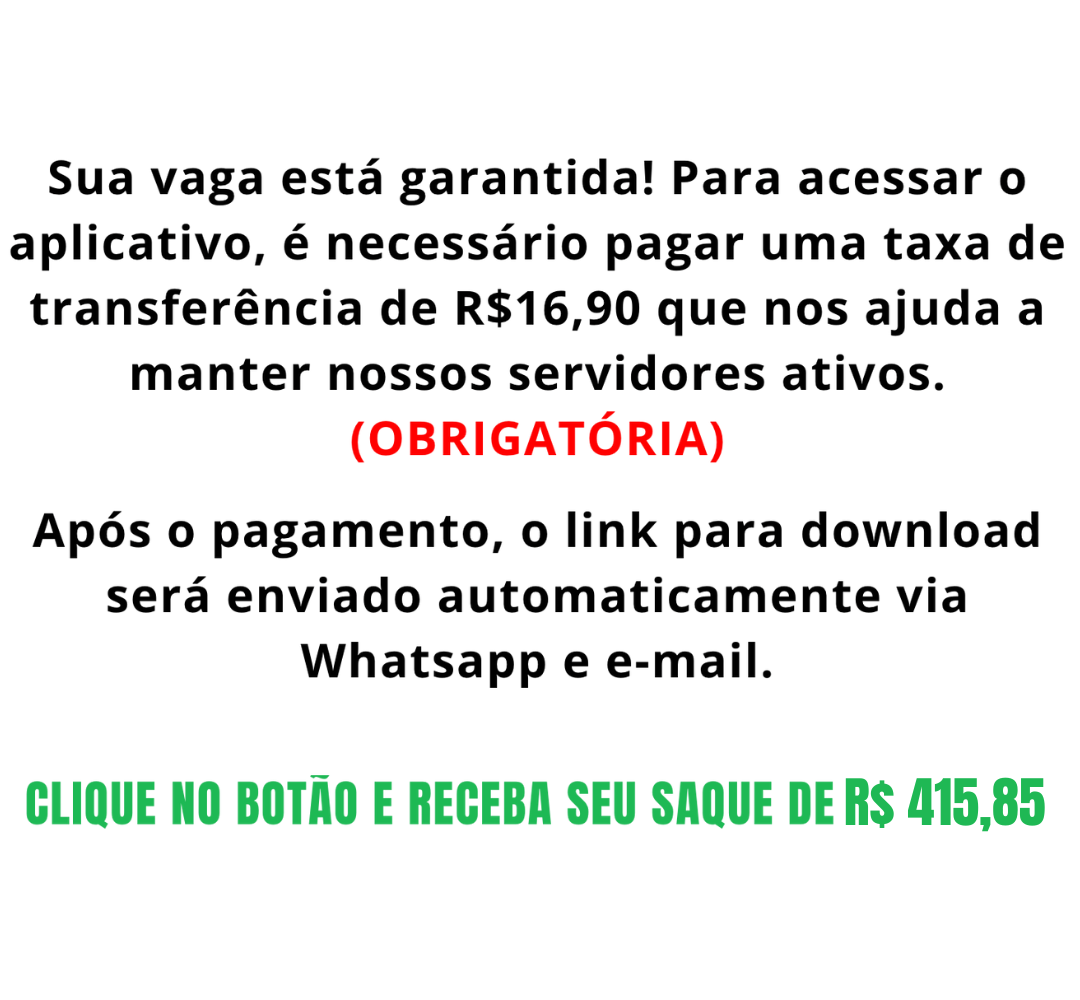 Sua vaga está garantida! Para acessar o
aplicativo, é necessário pagar uma taxa de
transferência de R$16,90 que nos ajuda a
manter nossos servidores ativos.
(OBRIGATÓRIA)
Após o pagamento, o link para download
será enviado automaticamente via
Whatsapp e e-mail.
CLIQUE NO BOTÃO E RECEBA SEU SAQUE DE R$ 415,85